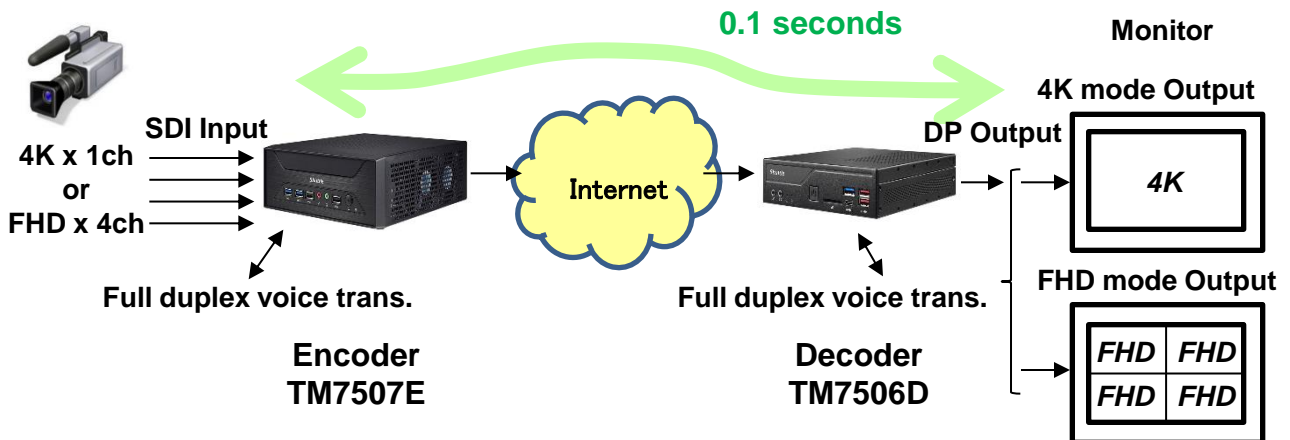 0.1 seconds
Monitor
4K mode Output
SDI Input
DP Output
4K x 1ch
or
FHD x 4ch
Internet
4K
Full duplex voice trans.
Full duplex voice trans.
FHD mode Output
Encoder
TM7507E
Decoder
TM7506D
FHD FHD
FHD FHD